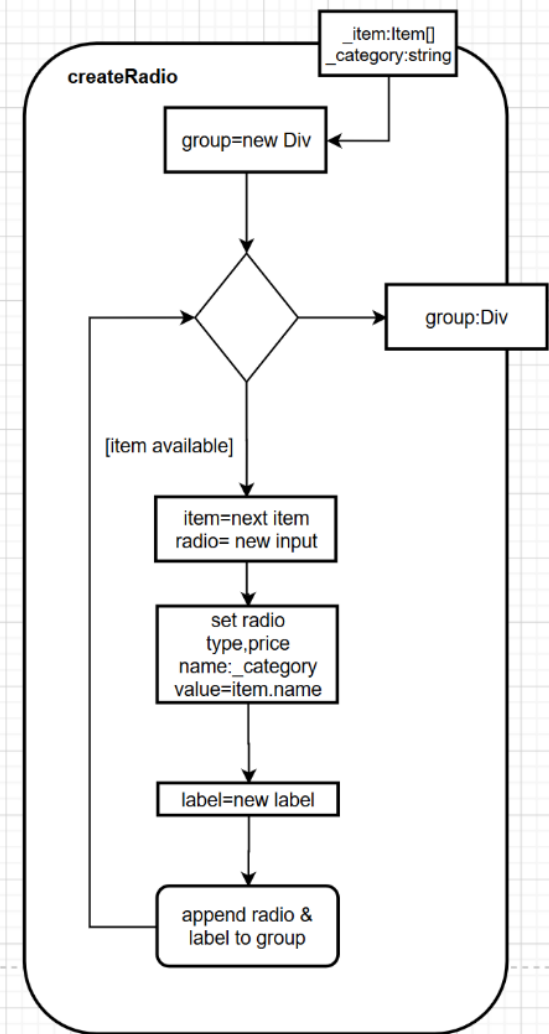 _item:Item[]
_category:string
createRadio
group=new Div
group:Div
[item available]
item=next item
radio= new input
set radio
type,price
name:_category
value=item.name
label=new label
append radio &
label to group